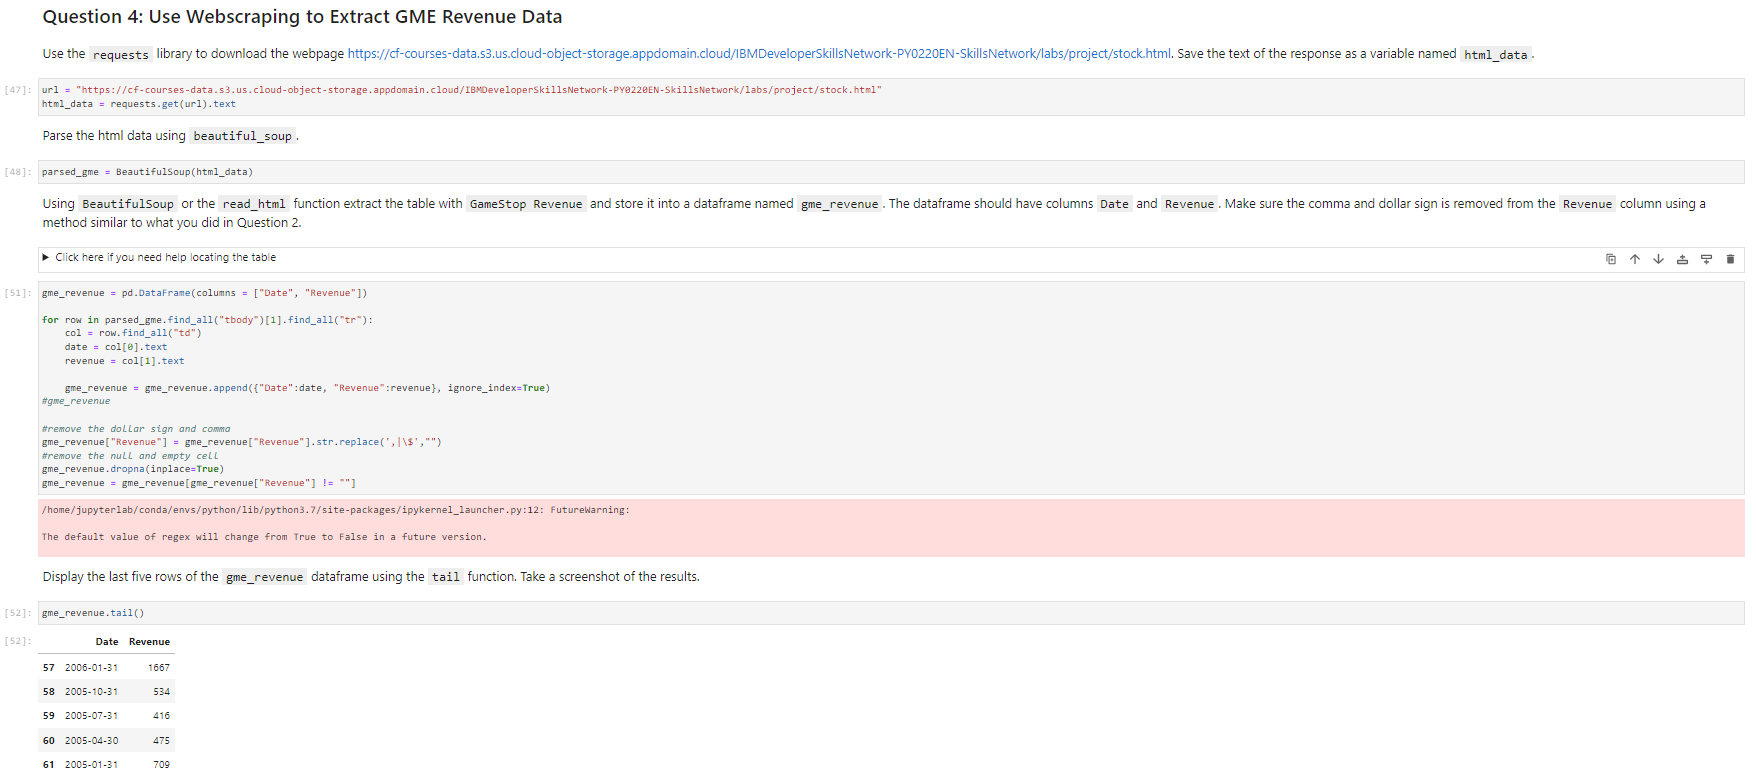 Question 4: Use Webscraping to Extract GME Revenue Data
Use the requests library to download the webpage https://cf-courses-data.s3.us.cloud-object-storage.appdomain.cloud/IBMDeveloperSkillsNetwork-PY0220EN-SkillsNetwork/labs/project/stock.html. Save the text of the response as a variable named html_data.
[47]: url = "https://cf-courses-data.s3.us.cloud-object-storage.appdomain.cloud/IBMDeveloperSkillsNetwork-PY0220EN-SkillsNetwork/labs/project/stock.html"
html_data = requests.get(url).text
Parse the html data using beautiful_soup.
[48]: parsed_gme = BeautifulSoup(html_data)
Using BeautifulSoup or the read_html function extract the table with GameStop Revenue and store it into a dataframe named gme_revenue. The dataframe should have columns Date and Revenue. Make sure the comma and dollar sign is removed from the Revenue column using a
method similar to what you did in Question 2.
▶ Click here if you need help locating the table
[51]: gme_revenue = pd.DataFrame(columns = ["Date", "Revenue"])
for row in parsed_gme.find_all("tbody")[1].find_all("tr"):
    col = row.find_all("td")
    date = col[0].text
    revenue = col[1].text
    gme_revenue = gme_revenue.append({"Date":date, "Revenue":revenue}, ignore_index=True)
#gme_revenue
#remove the dollar sign and comma
gme_revenue["Revenue"] = gme_revenue["Revenue"].str.replace(',|\$',"")
#remove the null and empty cell
gme_revenue.dropna(inplace=True)
gme_revenue = gme_revenue[gme_revenue["Revenue"] != ""]
/home/jupyterlab/conda/envs/python/lib/python3.7/site-packages/ipykernel_launcher.py:12: FutureWarning:
The default value of regex will change from True to False in a future version.
Display the last five rows of the gme_revenue dataframe using the tail function. Take a screenshot of the results.
[52]: gme_revenue.tail()
[52]: Date Revenue
57 2006-01-31 1667
58 2005-10-31 534
59 2005-07-31 416
60 2005-04-30 475
61 2005-01-31 709